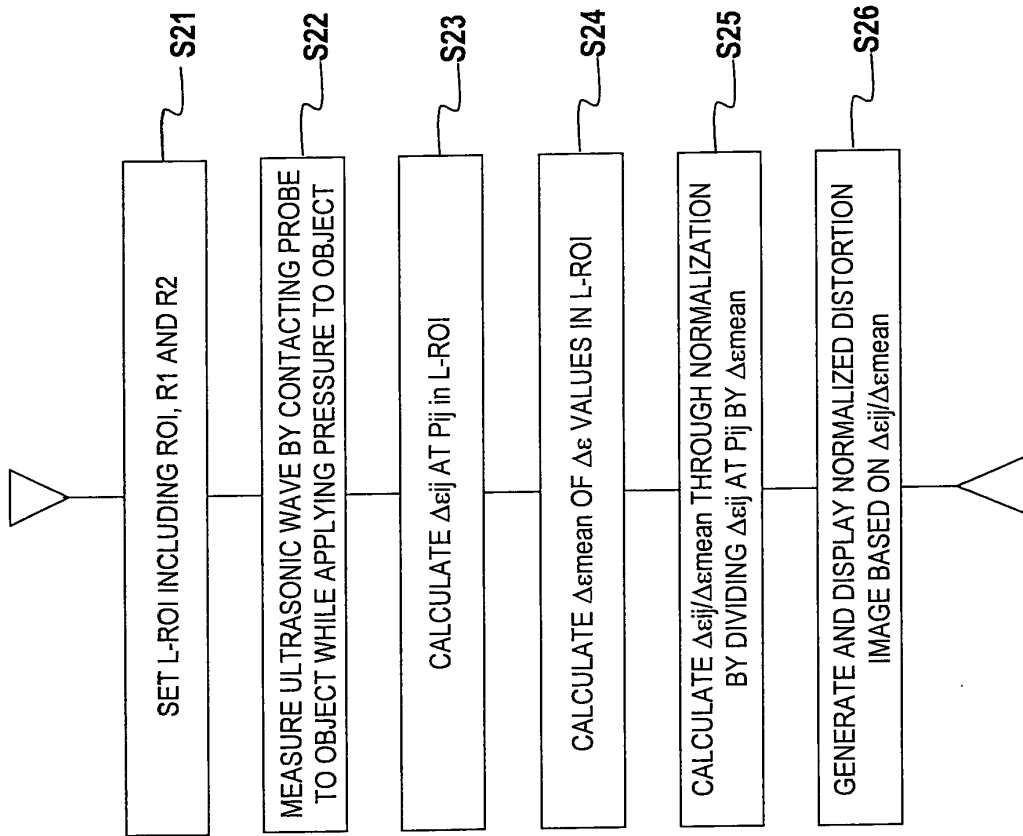 SET L-ROI INCLUDING ROI, R1 AND R2
S21
MEASURE ULTRASONIC WAVE BY CONTACTING PROBE
TO OBJECT WHILE APPLYING PRESSURE TO OBJECT
S22
CALCULATE Δεij AT Pij in L-ROI
S23
CALCULATE Δεmean OF Δε VALUES IN L-ROI
S24
CALCULATE Δεij/Δεmean THROUGH NORMALIZATION
BY DIVIDING Δεij AT Pij BY Δεmean
S25
GENERATE AND DISPLAY NORMALIZED DISTORTION
IMAGE BASED ON Δεij/Δεmean
S26